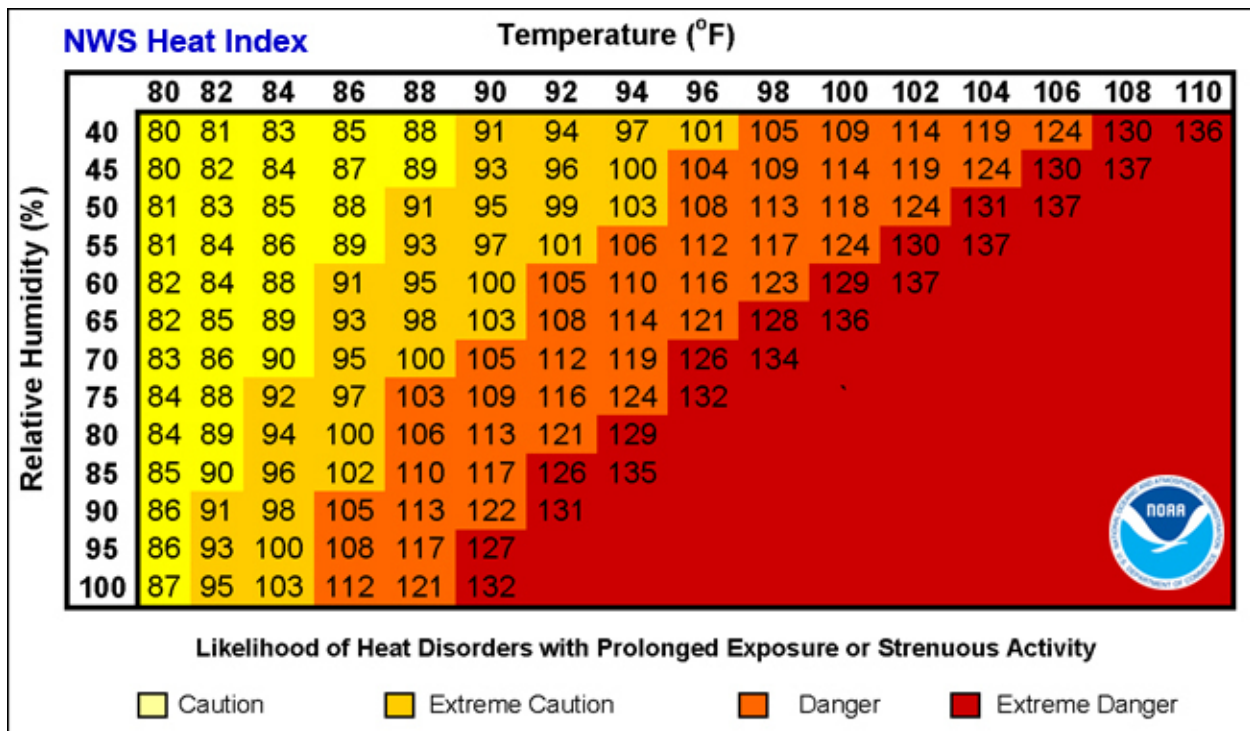 NWS Heat Index
Temperature (°F)
80 82 84 86 88 90 92 94 96 98 100 102 104 106 108 110
Relative Humidity (%)
40 80 81 83 85 88 91 94 97 101 105 109 114 119 124 130 136
45 80 82 84 87 89 93 96 100 104 109 114 119 124 130 137
50 81 83 85 88 91 95 99 103 108 113 118 124 131 137
55 81 84 86 89 93 97 101 106 112 117 124 130 137
60 82 84 88 91 95 100 105 110 116 123 129 137
65 82 85 89 93 98 103 108 114 121 128 136
70 83 86 90 95 100 105 112 119 126 134
75 84 88 92 97 103 109 116 124 132
80 84 89 94 100 106 113 121 129
85 85 90 96 102 110 117 126 135
90 86 91 98 105 113 122 131
95 86 93 100 108 117 127
100 87 95 103 112 121 132
NATIONAL OCEANIC AND ATMOSPHERIC ADMINISTRATION
NOAA
U.S. DEPARTMENT OF COMMERCE
Likelihood of Heat Disorders with Prolonged Exposure or Strenuous Activity
Caution
Extreme Caution
Danger
Extreme Danger